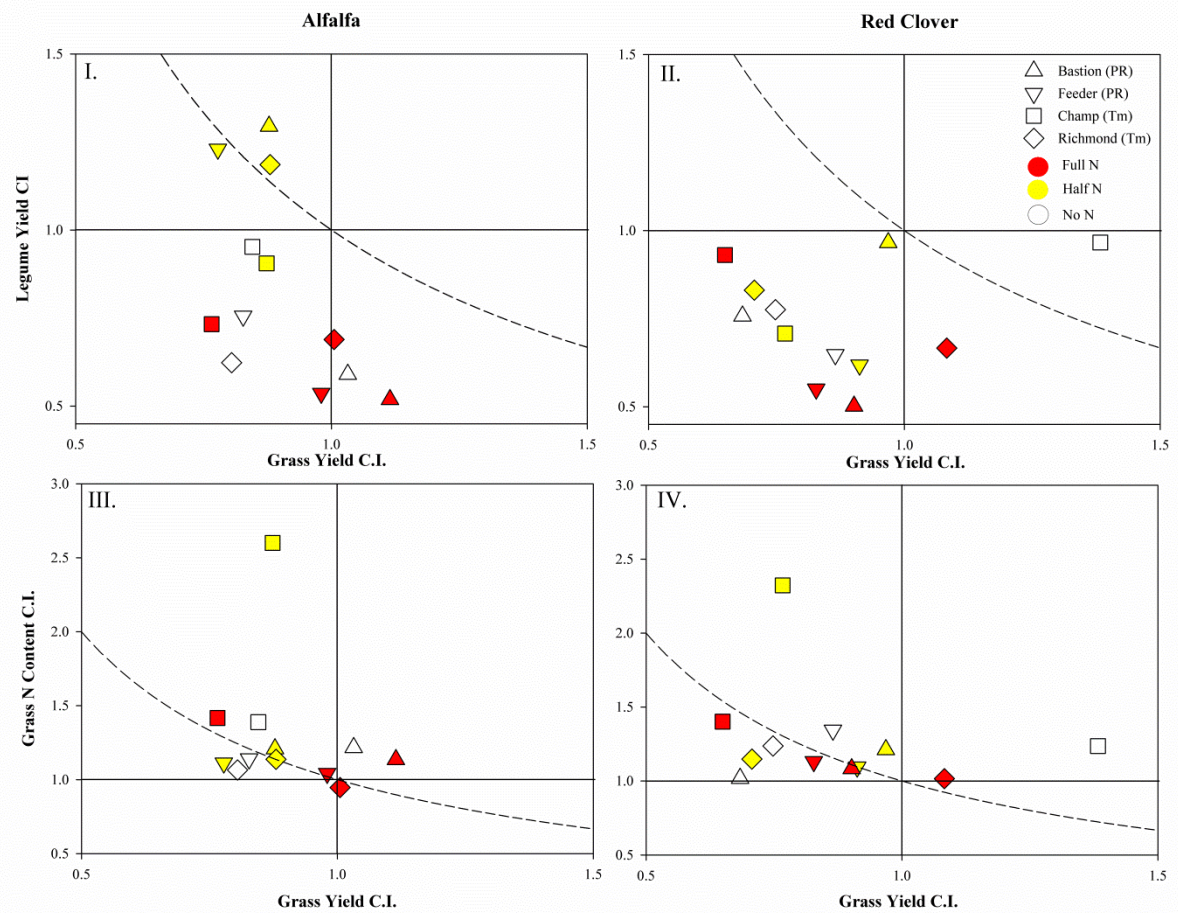 Alfalfa
Red Clover
Legume Yield CI
1.5
1.0
0.5
I.
0.5
1.0
1.5
Grass Yield C.I.
1.5
1.0
0.5
II.
Bastion (PR)
Feeder (PR)
Champ (Tm)
Richmond (Tm)
Full N
Half N
No N
0.5
1.0
1.5
Grass Yield C.I.
Grass N Content C.I.
3.0
2.5
2.0
1.5
1.0
0.5
III.
0.5
1.0
1.5
Grass Yield C.I.
3.0
2.5
2.0
1.5
1.0
0.5
IV.
0.5
1.0
1.5
Grass Yield C.I.